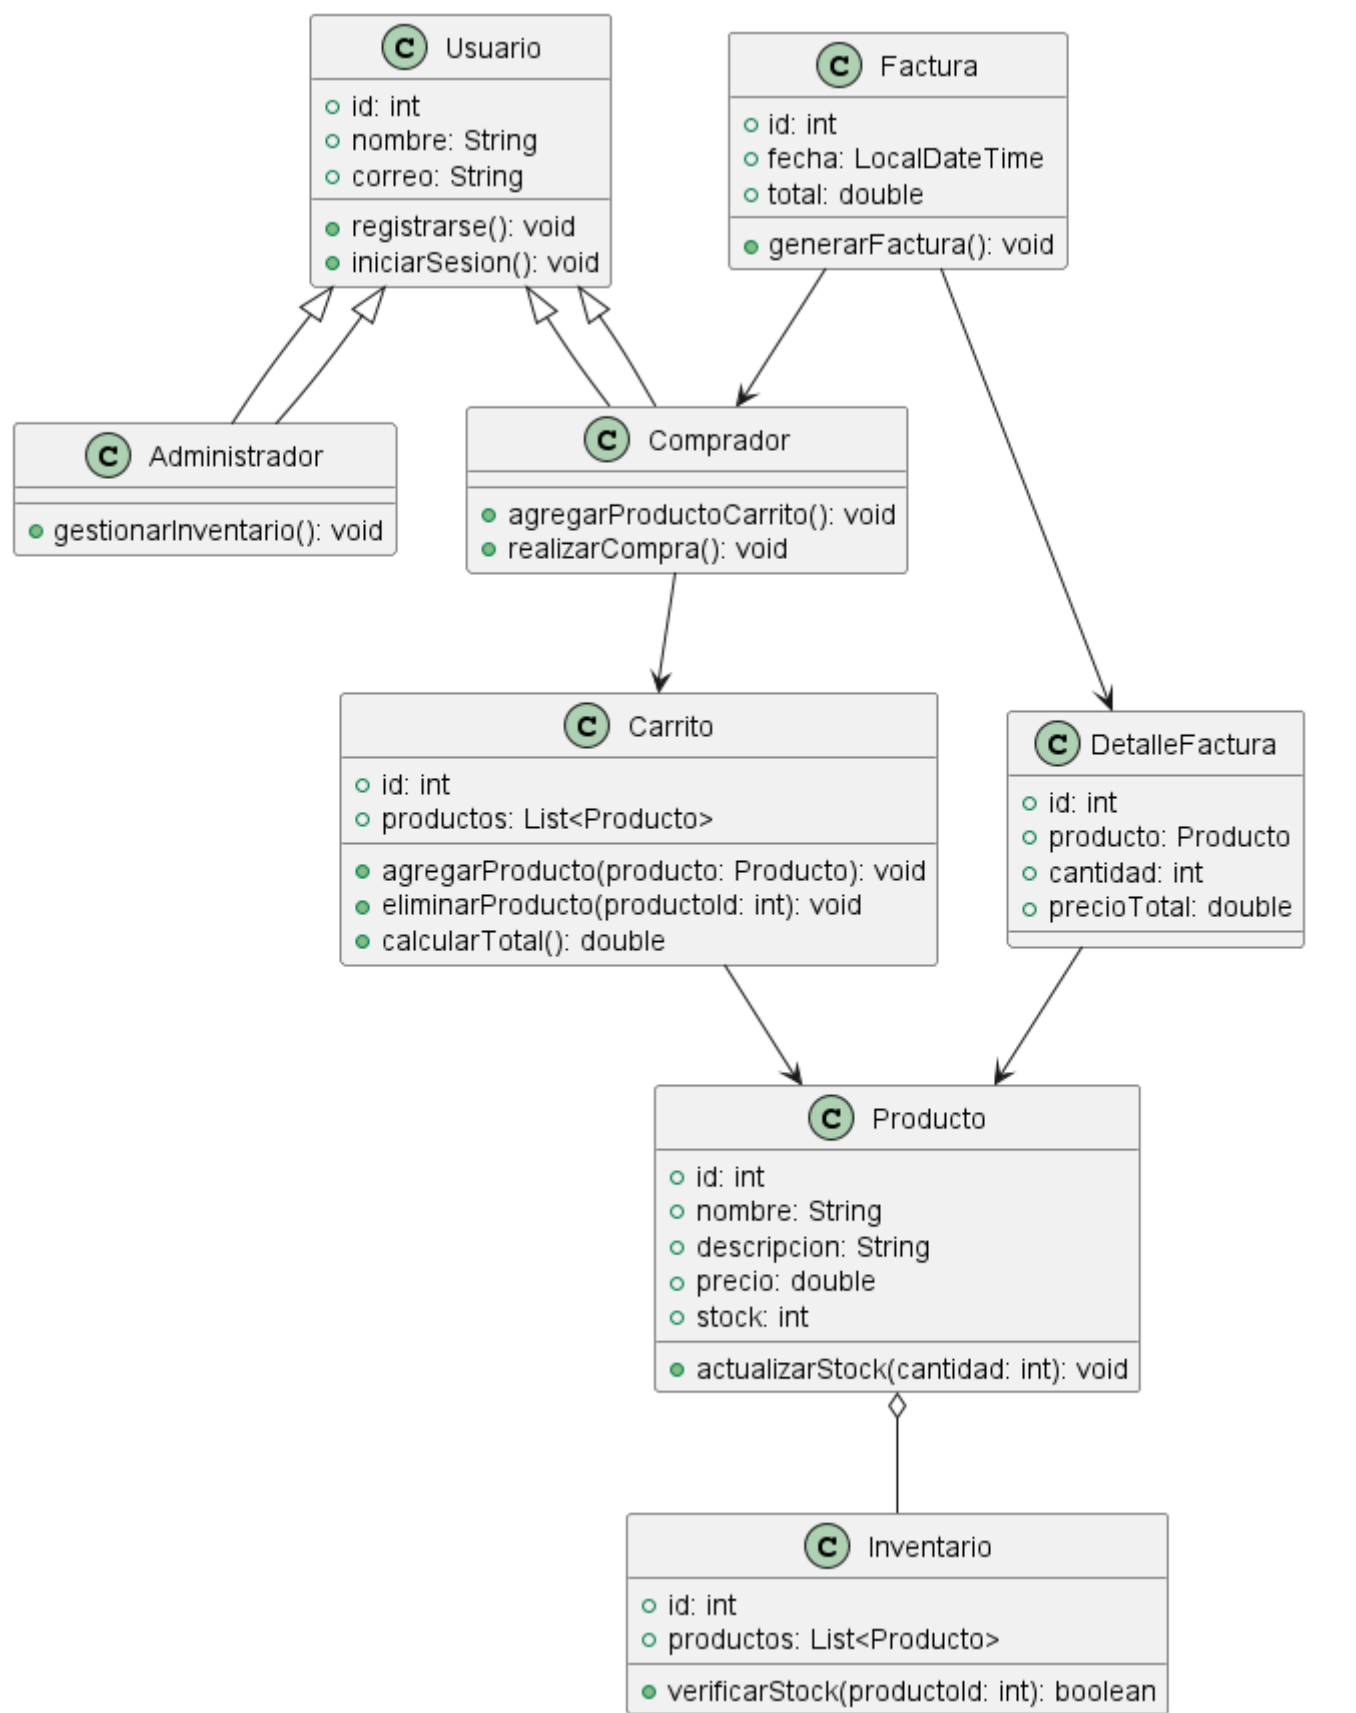 C Usuario
id: int
nombre: String
correo: String
registrarse(): void
iniciarSesion(): void
C Factura
id: int
fecha: LocalDateTime
total: double
generarFactura(): void
C Administrador
gestionarInventario(): void
C Comprador
agregarProductoCarrito(): void
realizarCompra(): void
C Carrito
id: int
productos: List<Producto>
agregarProducto(producto: Producto): void
eliminarProducto(productoId: int): void
calcularTotal(): double
C DetalleFactura
id: int
producto: Producto
cantidad: int
precioTotal: double
C Producto
id: int
nombre: String
descripcion: String
precio: double
stock: int
actualizarStock(cantidad: int): void
C Inventario
id: int
productos: List<Producto>
verificarStock(productoId: int): boolean